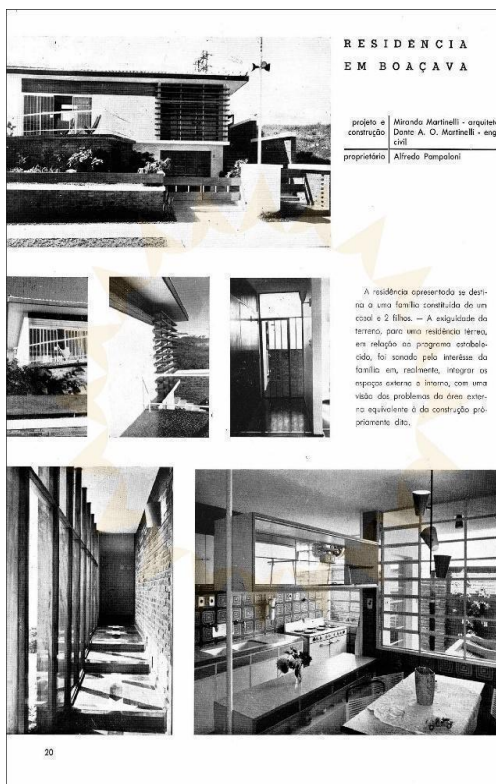 RESIDÊNCIA
EM BOAÇAVA
projeto e construção
Miranda Martinelli - arquiteto
Dante A. O. Martinelli - eng.
civil
proprietário
Alfredo Pampaloni
A residência apresentada se desti-
na a uma família constituída de um
casal e 2 filhos. — A exiguidade do
terreno, para uma residência térrea,
em relação ao programa estabele-
cido, foi sanada pelo interêsse da
família em, realmente, integrar os
espaços externo e interno, com uma
visão dos problemas da área exter-
na equivalente à da construção prò-
priamente dita.
20